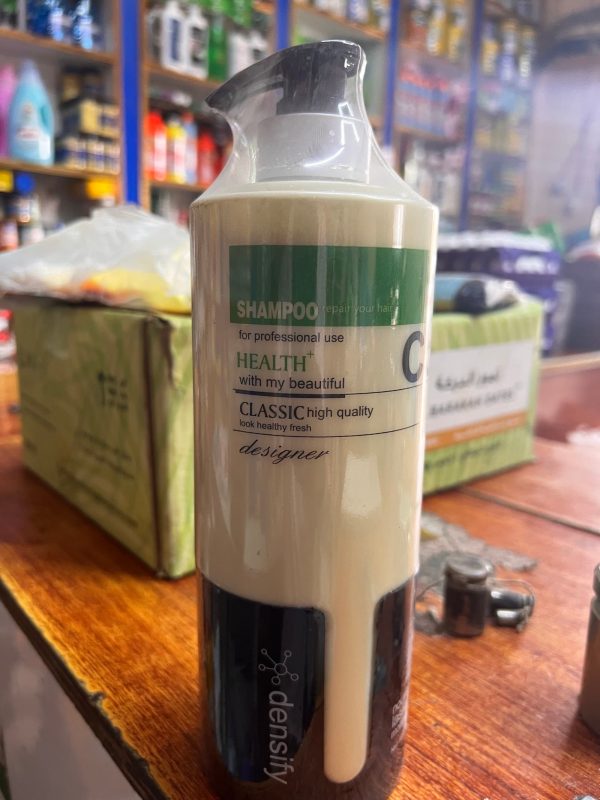 SHAMPOO repair your hair
for professional use
HEALTH+
with my beautiful
C
CLASSIC high quality
look healthy fresh
designer
densify